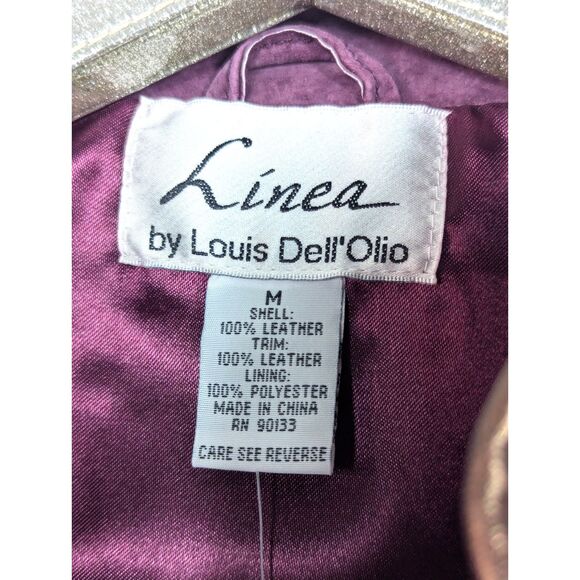 Linea
by Louis Dell'Olio
M
SHELL:
100% LEATHER
TRIM:
100% LEATHER
LINING:
100% POLYESTER
MADE IN CHINA
RN 90133
CARE SEE REVERSE